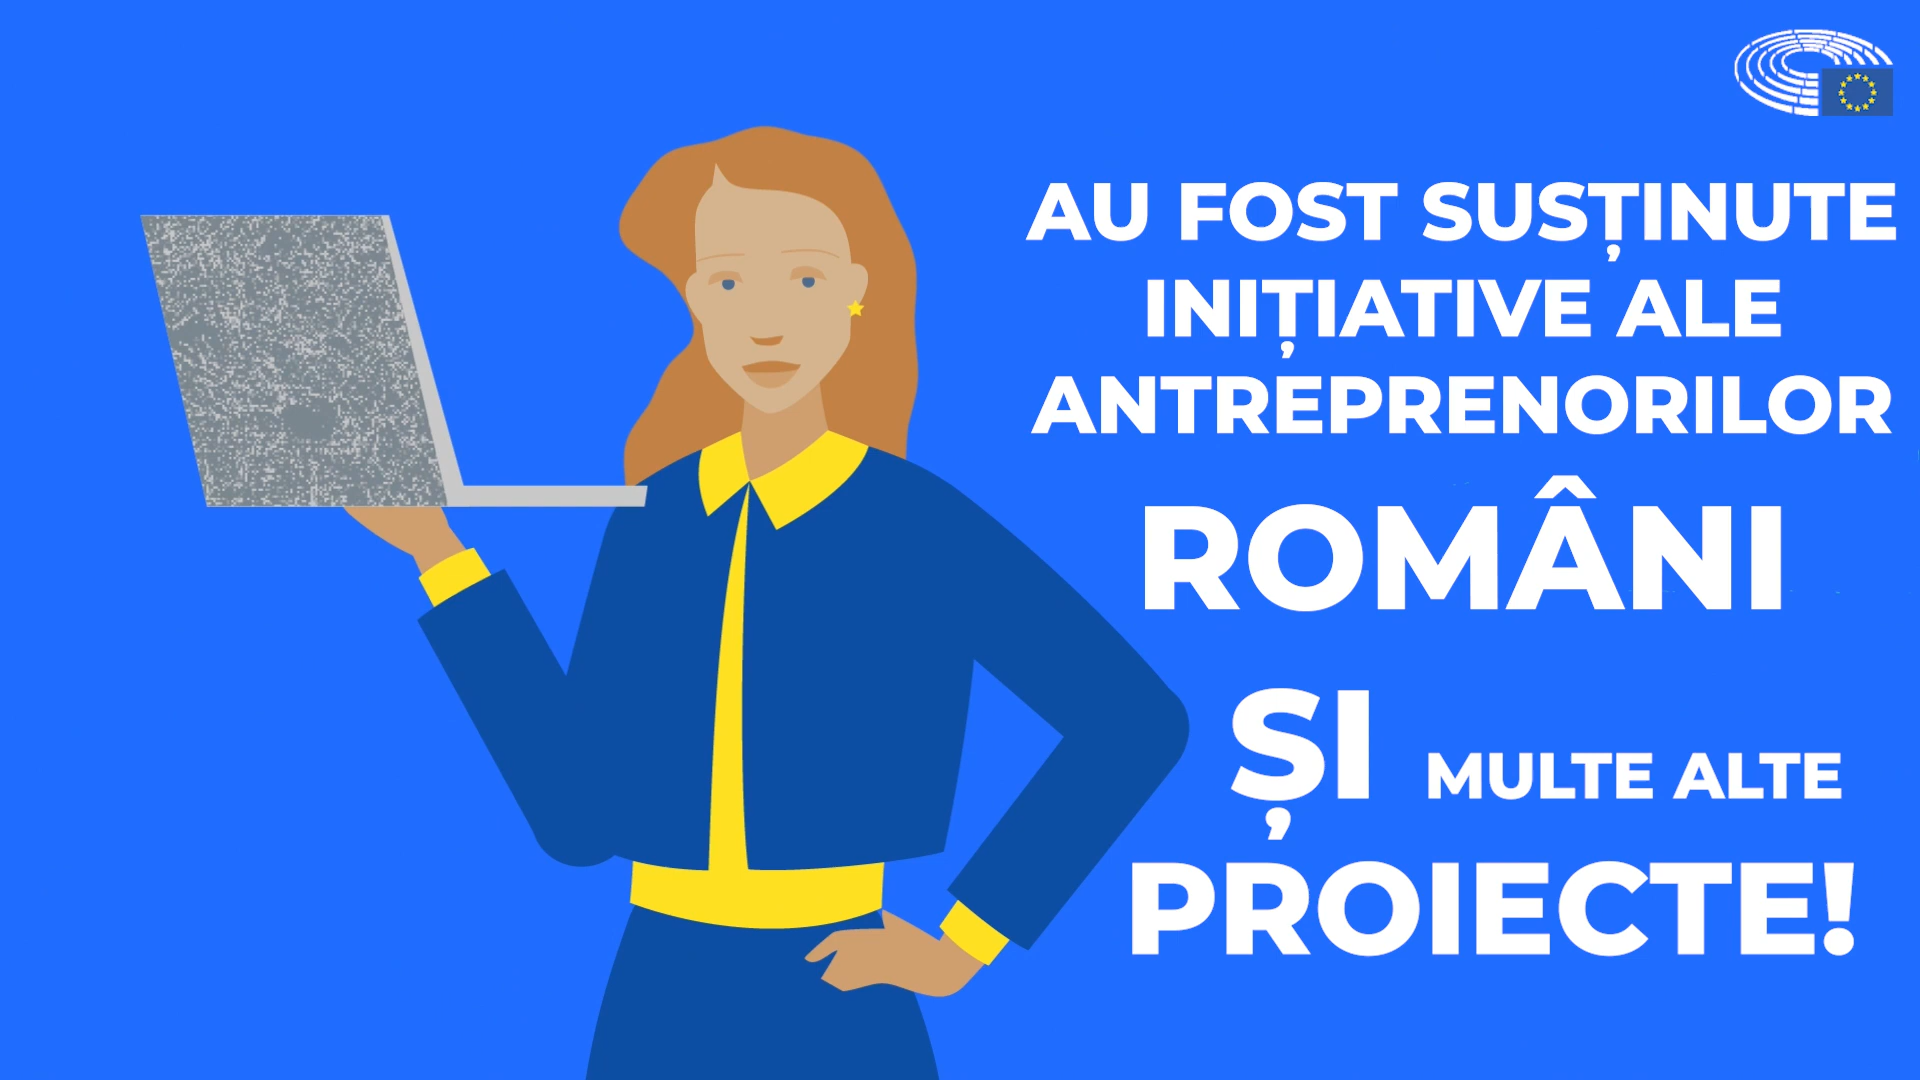 AU FOST SUSȚINUTE
INIȚIATIVE ALE
ANTREPRENORILOR
ROMÂNI
ȘI MULTE ALTE
PROIECTE!